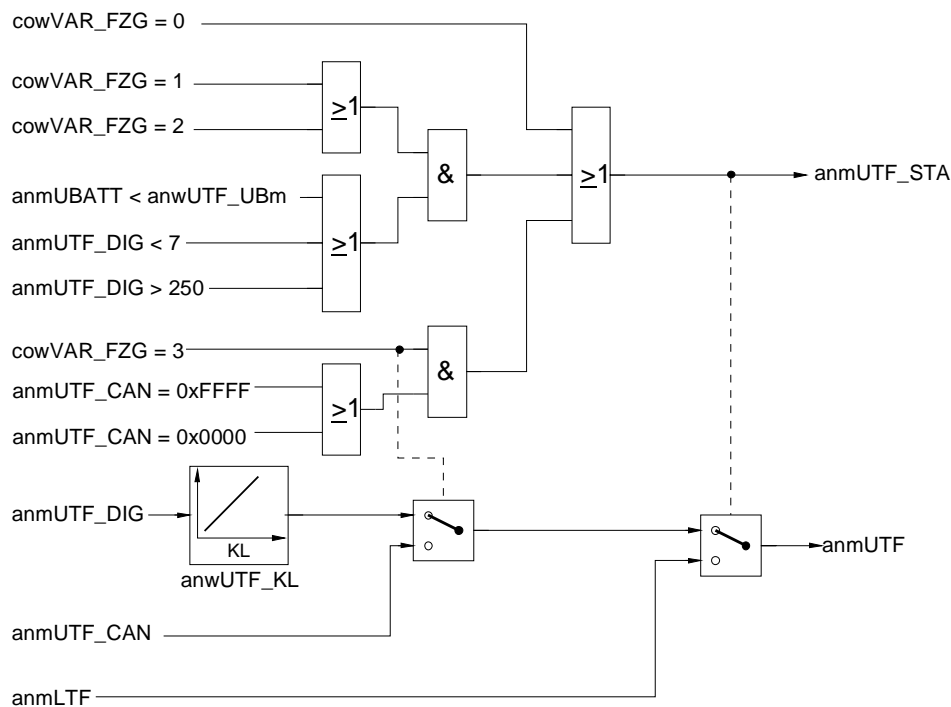 cowVAR_FZG = 0
cowVAR_FZG = 1
≥1
cowVAR_FZG = 2
&
≥1
anmUTF_STA
anmUBATT < anwUTF_UBm
anmUTF_DIG < 7
≥1
anmUTF_DIG > 250
cowVAR_FZG = 3
&
anmUTF_CAN = 0xFFFF
≥1
anmUTF_CAN = 0x0000
anmUTF_DIG
KL
anwUTF_KL
anmUTF
anmUTF_CAN
anmLTF